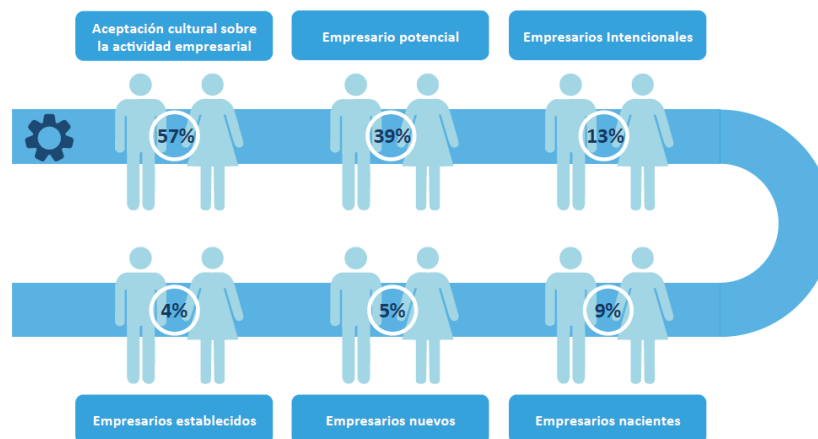 Aceptación cultural sobre
la actividad empresarial
Empresario potencial
Empresarios Intencionales
57%
39%
13%
4%
5%
9%
Empresarios establecidos
Empresarios nuevos
Empresarios nacientes